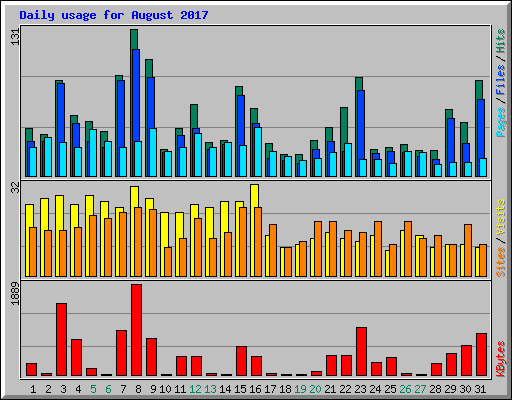 Daily usage for August 2017
131
Pages / Files / Hits
32
Sites / Visits
1889
KBytes
1 2 3 4 5 6 7 8 9 10 11 12 13 14 15 16 17 18 19 20 21 22 23 24 25 26 27 28 29 30 31